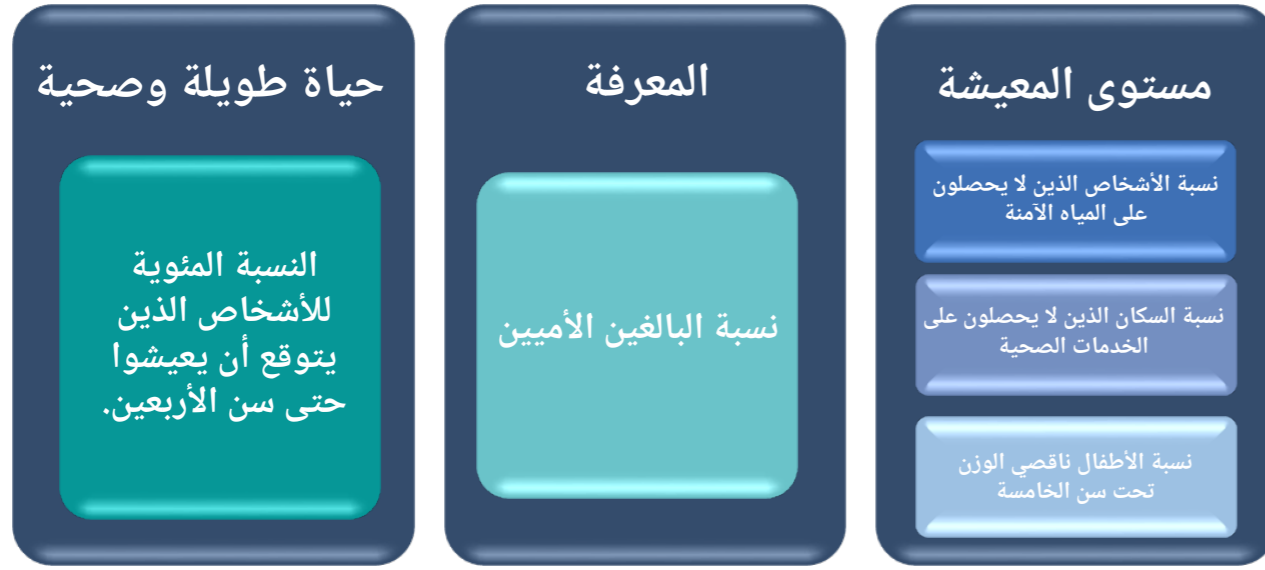 مستوى المعيشة
نسبة الأشخاص الذين لا يحصلون
على المياه الآمنة
نسبة السكان الذين لا يحصلون على
الخدمات الصحية
نسبة الأطفال ناقصي الوزن
تحت سن الخامسة
المعرفة
نسبة البالغين الأميين
حياة طويلة وصحية
النسبة المئوية
للأشخاص الذين
يتوقع أن يعيشوا
حتى سن الأربعين.